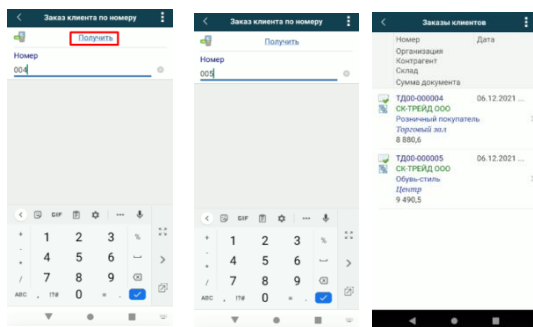 Заказ клиента по номеру
Получить
Номер
004
GIF
+ 1 2 3 %
- 4 5 6
* 
/ 7 8 9
ABC , !?# 0 = .
Заказ клиента по номеру
Получить
Номер
005
GIF
+ 1 2 3 %
- 4 5 6
*
/ 7 8 9
ABC , !?# 0 = .
Заказы клиентов
Номер Дата
Организация
Контрагент
Склад
Сумма документа
ТД00-000004 06.12.2021 ...
СК-ТРЕЙД ООО
Розничный покупатель
Торговый зал
8 880,6
ТД00-000005 06.12.2021 ...
СК-ТРЕЙД ООО
Обувь-стиль
Центр
9 490,5